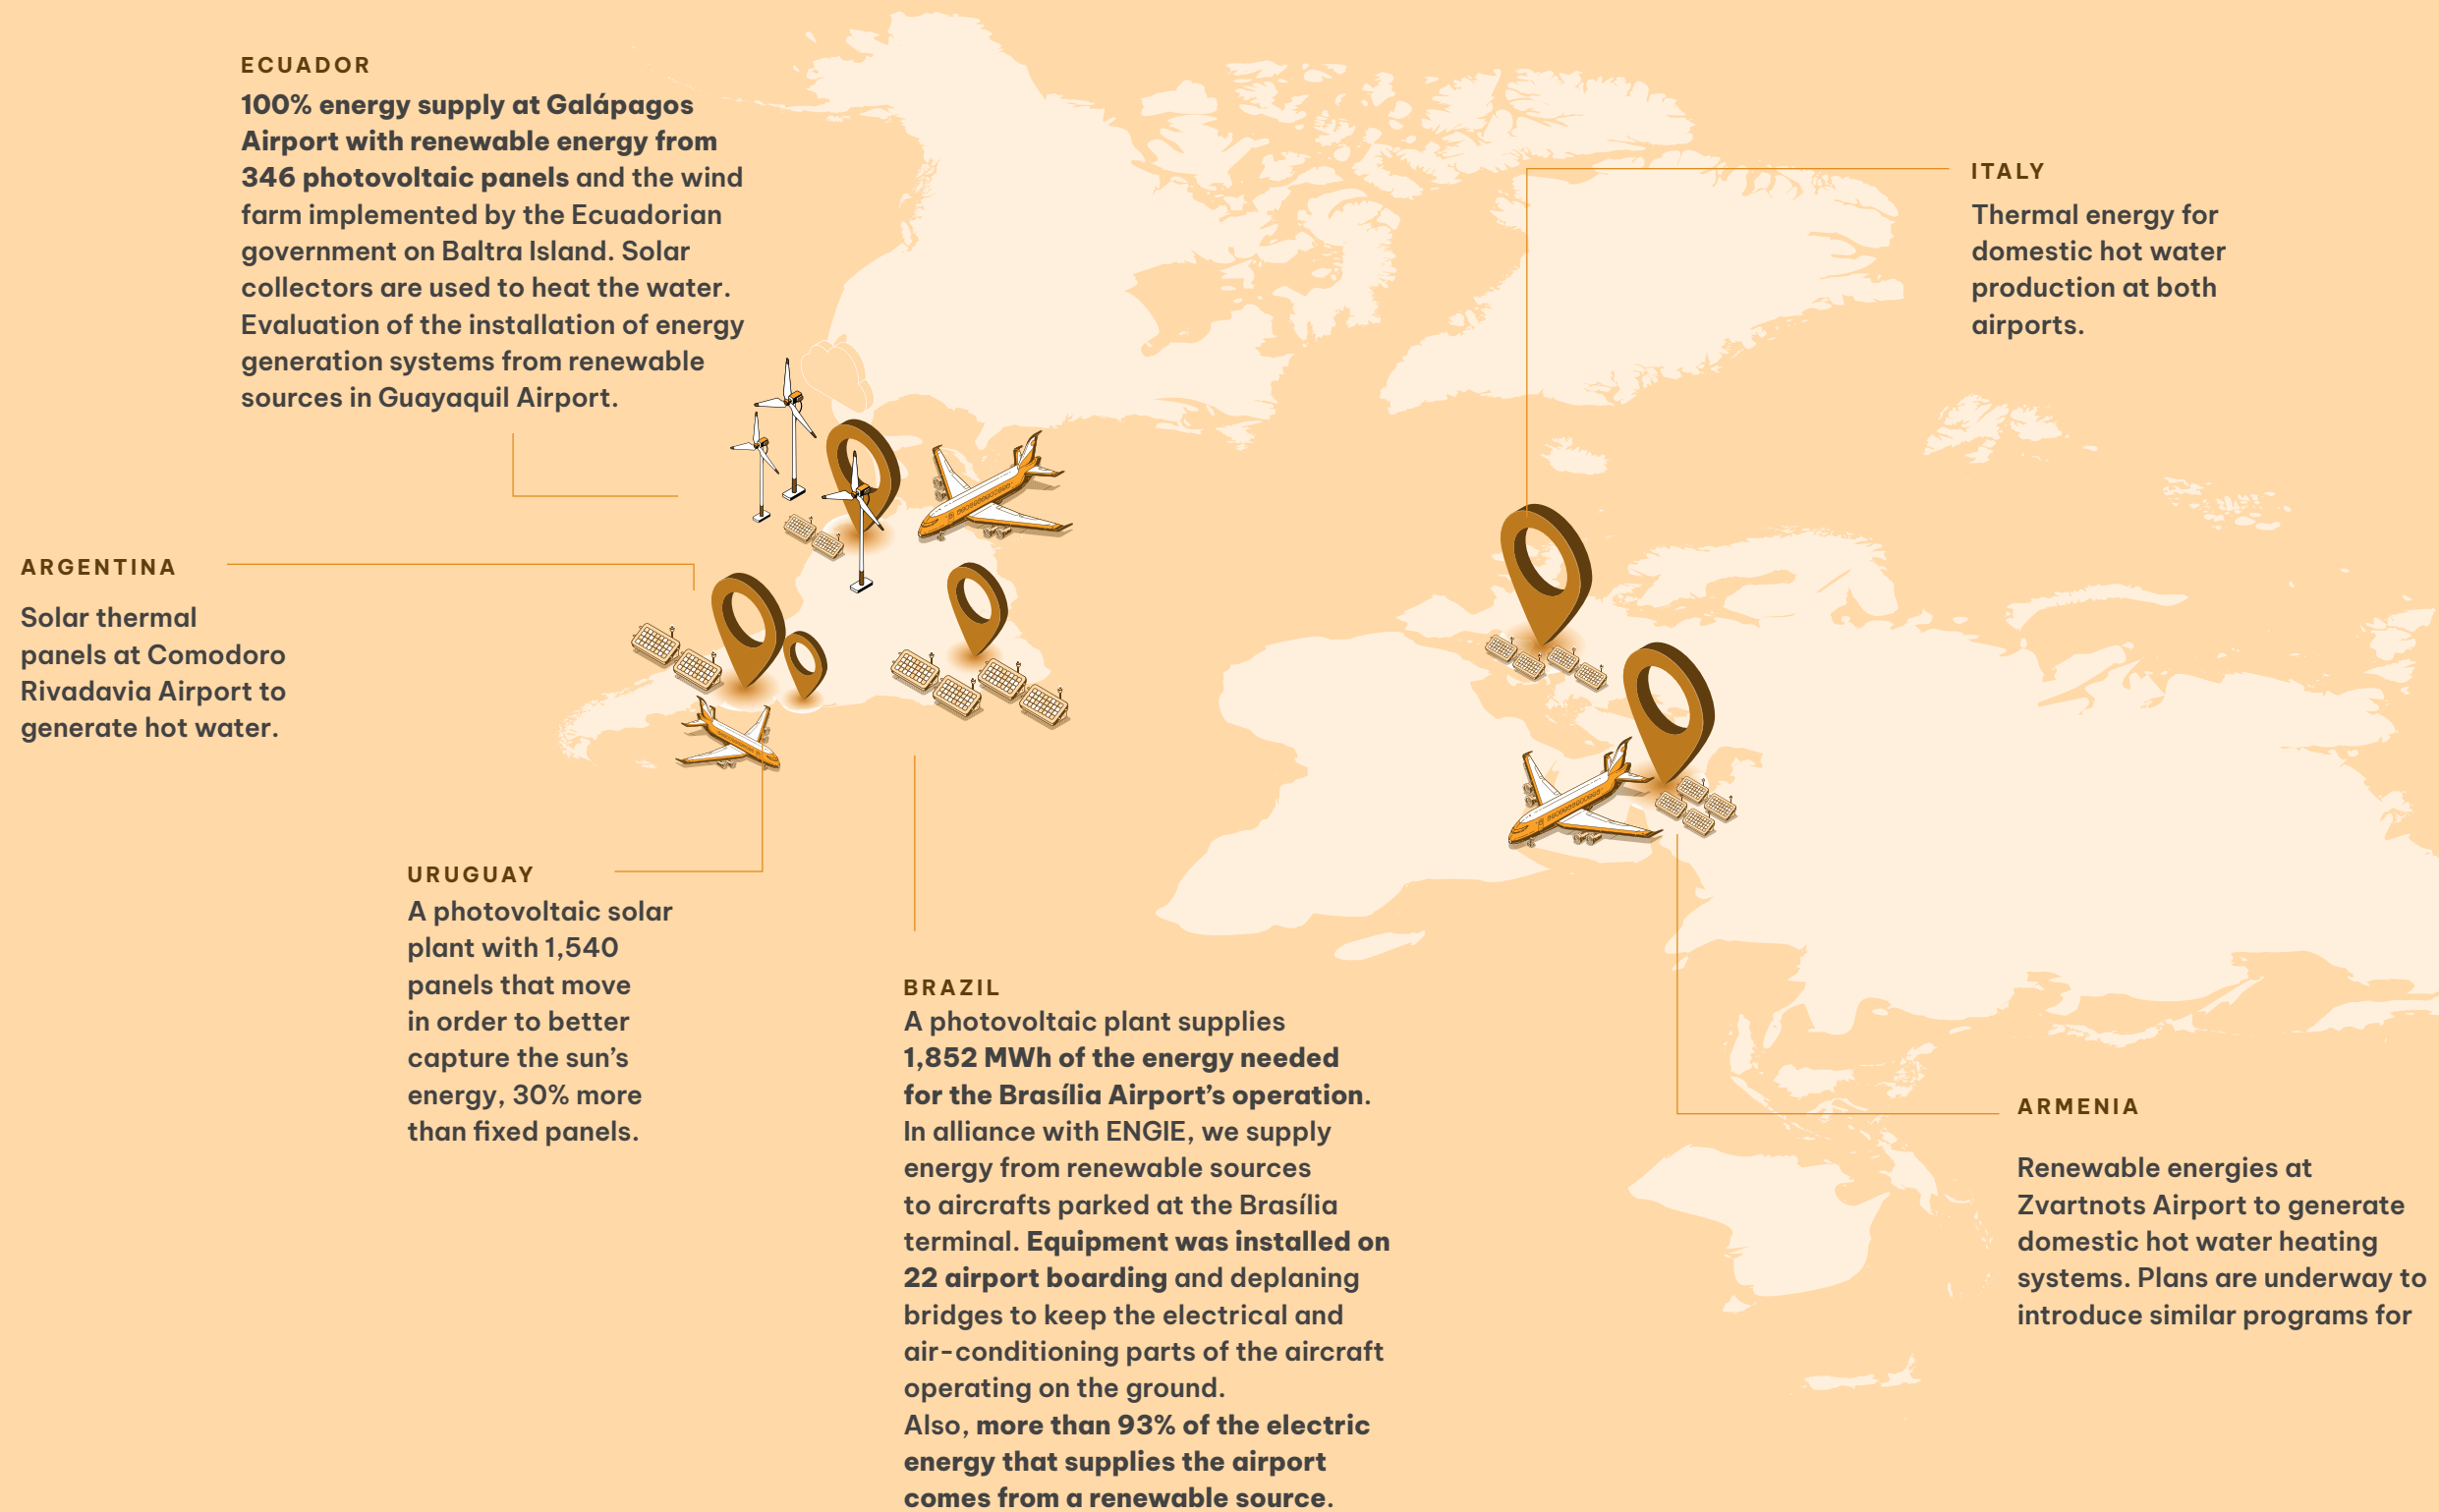 ECUADOR
100% energy supply at Galápagos
Airport with renewable energy from
346 photovoltaic panels and the wind
farm implemented by the Ecuadorian
government on Baltra Island. Solar
collectors are used to heat the water.
Evaluation of the installation of energy
generation systems from renewable
sources in Guayaquil Airport.
ITALY
Thermal energy for
domestic hot water
production at both
airports.
ARGENTINA
Solar thermal
panels at Comodoro
Rivadavia Airport to
generate hot water.
URUGUAY
A photovoltaic solar
plant with 1,540
panels that move
in order to better
capture the sun’s
energy, 30% more
than fixed panels.
BRAZIL
A photovoltaic plant supplies
1,852 MWh of the energy needed
for the Brasília Airport’s operation.
In alliance with ENGIE, we supply
energy from renewable sources
to aircrafts parked at the Brasília
terminal. Equipment was installed on
22 airport boarding and deplaning
bridges to keep the electrical and
air-conditioning parts of the aircraft
operating on the ground.
Also, more than 93% of the electric
energy that supplies the airport
comes from a renewable source.
ARMENIA
Renewable energies at
Zvartnots Airport to generate
domestic hot water heating
systems. Plans are underway to
introduce similar programs for